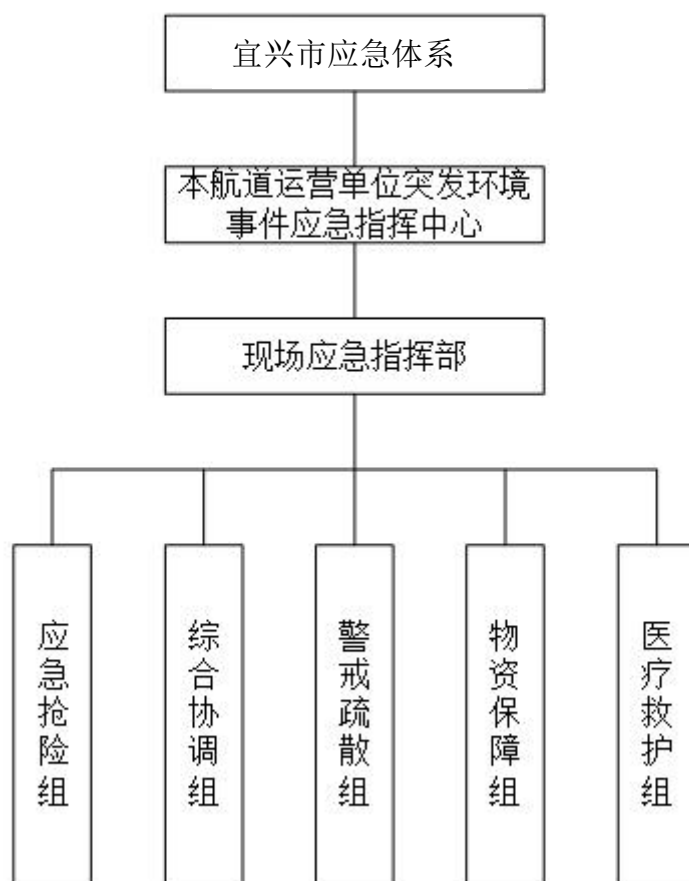 宜兴市应急体系
本航道运营单位突发环境
事件应急指挥中心
现场应急指挥部
应急抢险组
综合协调组
警戒疏散组
物资保障组
医疗救护组